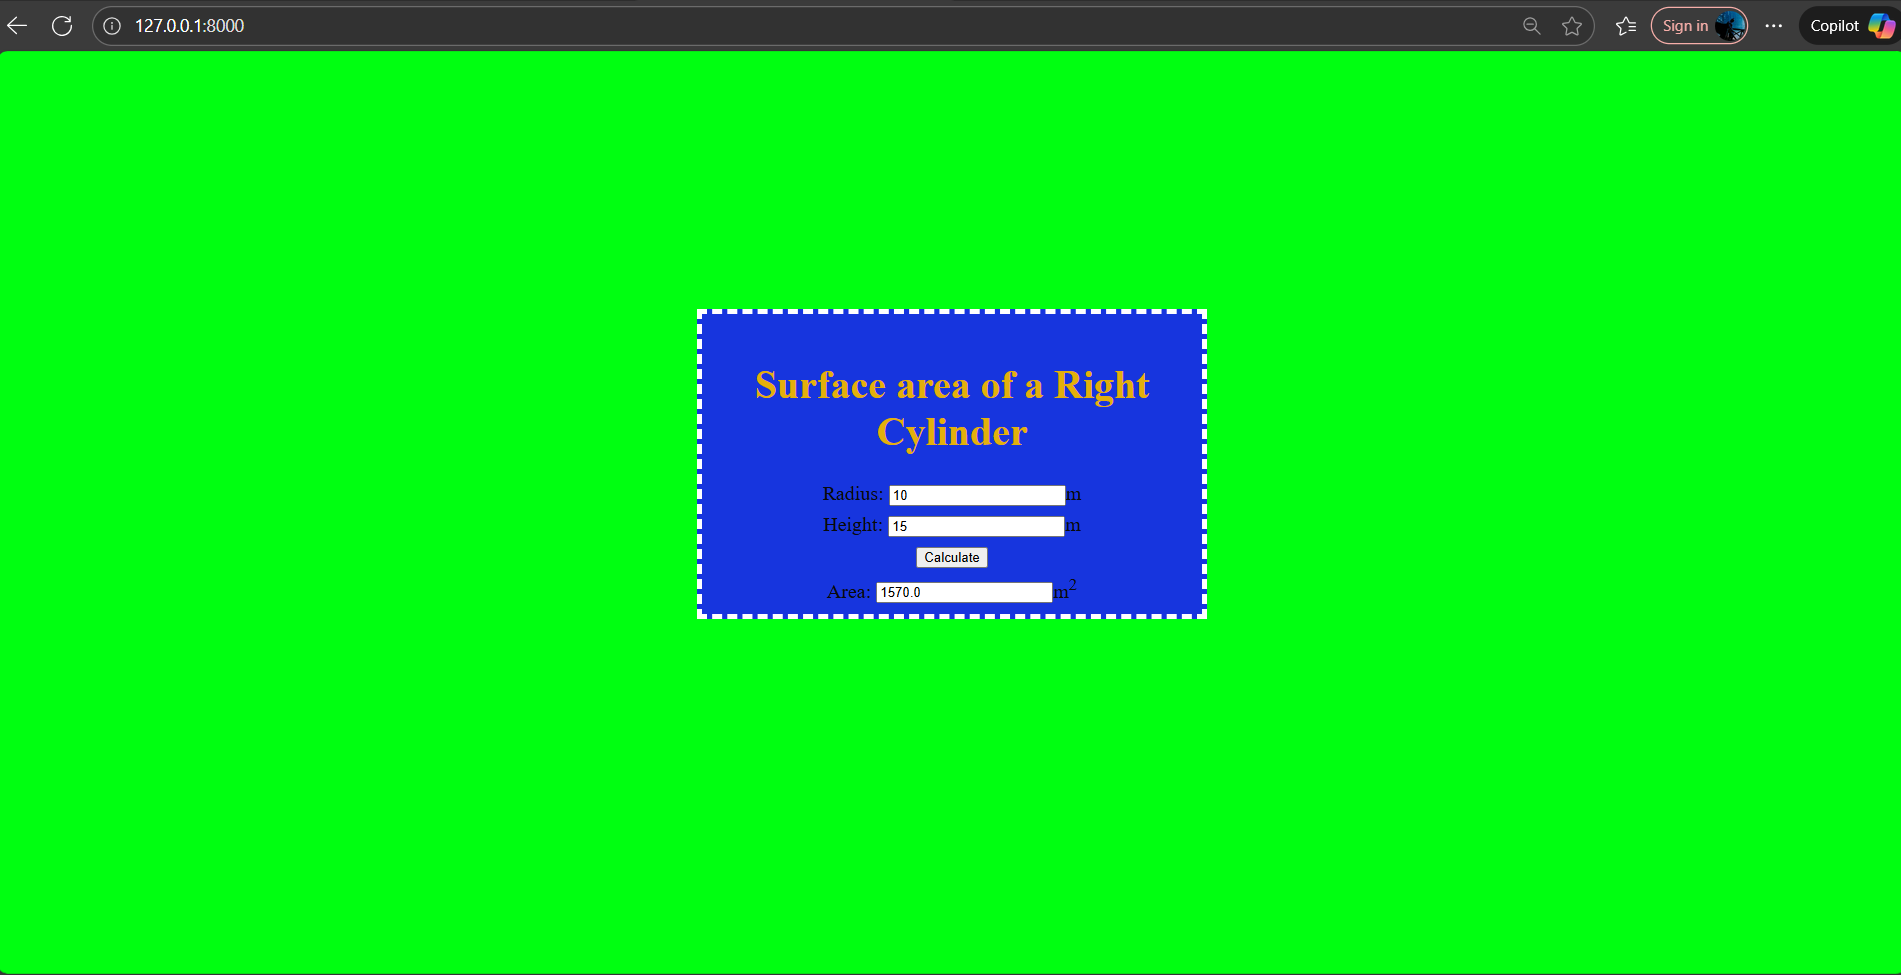 127.0.0.1:8000 Sign in Copilot
Surface area of a Right
Cylinder
Radius: 10 m
Height: 15 m
Calculate
Area: 1570.0 m²